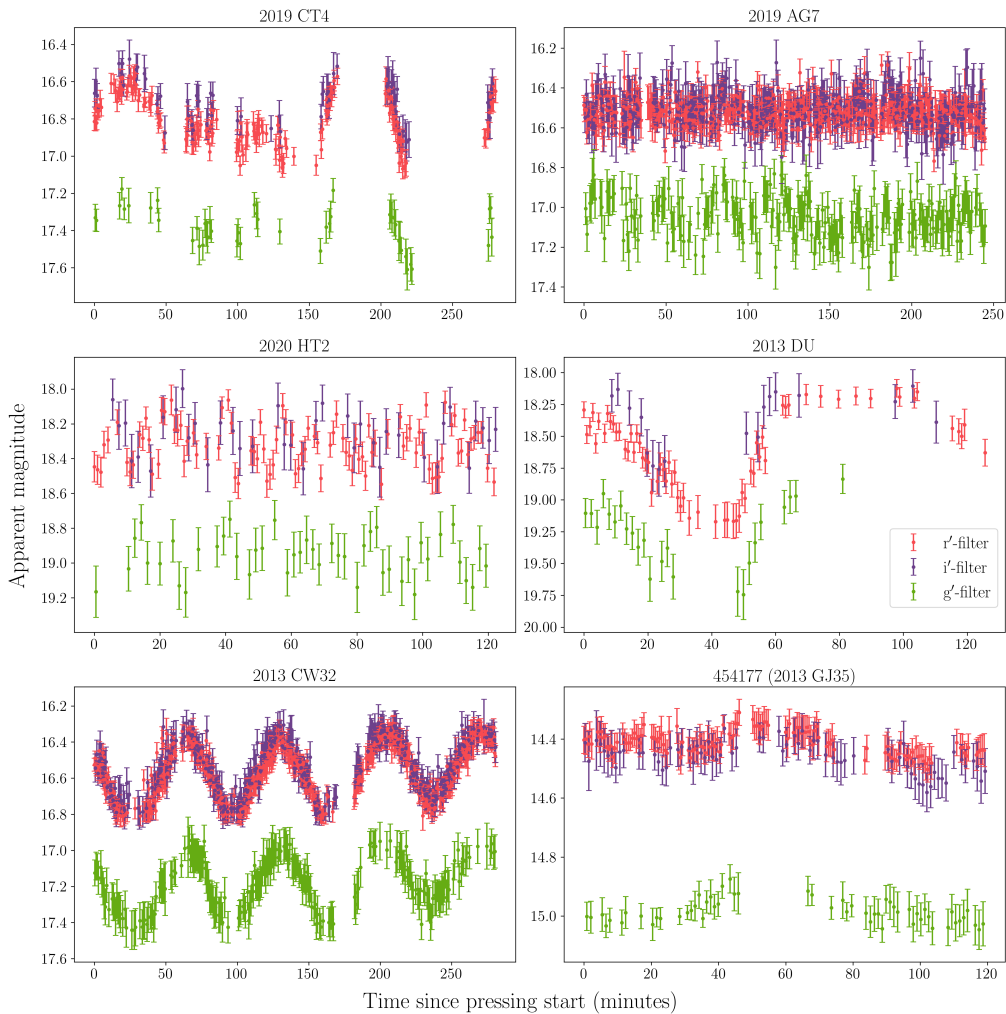 2019 CT4
2019 AG7
16.4
16.6
16.8
17.0
17.2
17.4
17.6
0 50 100 150 200 250
16.2
16.4
16.6
16.8
17.0
17.2
17.4
0 50 100 150 200 250
2020 HT2
2013 DU
18.0
18.2
18.4
18.6
18.8
19.0
19.2
0 20 40 60 80 100 120
18.00
18.25
18.50
18.75
19.00
19.25
19.50
19.75
20.00
0 20 40 60 80 100 120
r′-filter
i′-filter
g′-filter
Apparent magnitude
2013 CW32
454177 (2013 GJ35)
16.2
16.4
16.6
16.8
17.0
17.2
17.4
17.6
0 50 100 150 200 250
14.4
14.6
14.8
15.0
0 20 40 60 80 100 120
Time since pressing start (minutes)